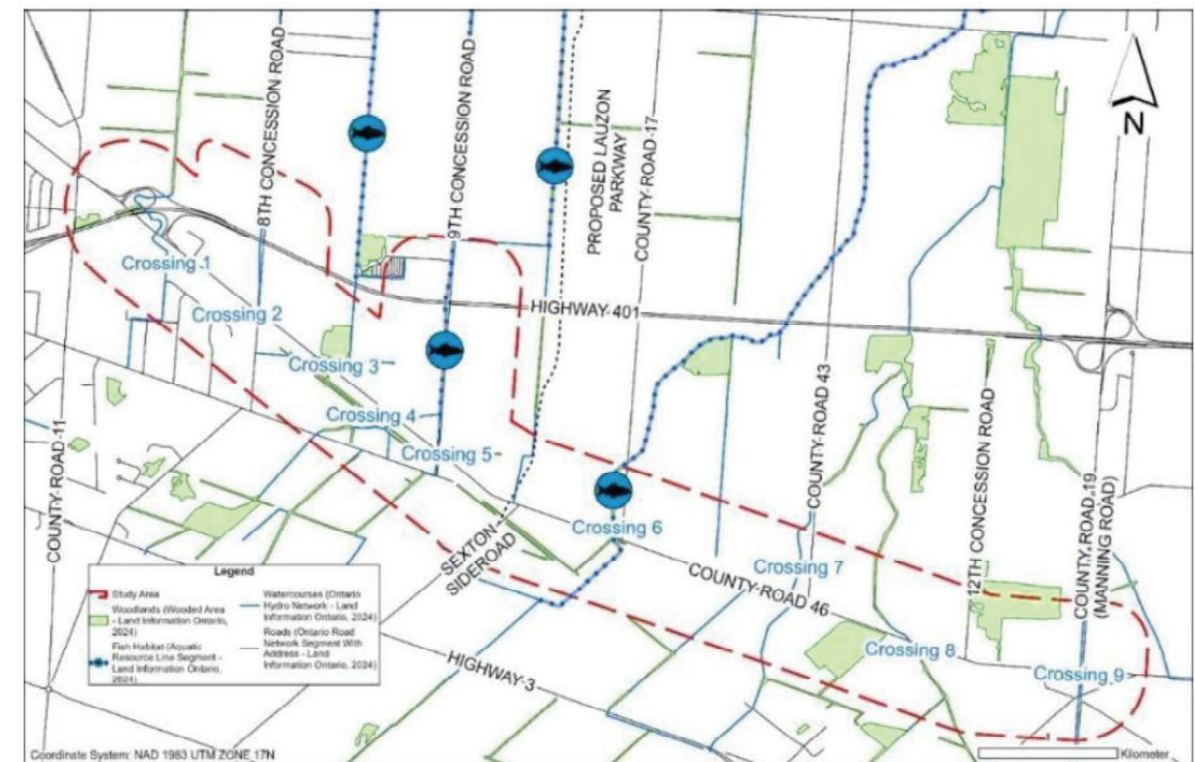 8TH CONCESSION ROAD
9TH CONCESSION ROAD
PROPOSED LAUZON
PARKWAY
COUNTY ROAD 17
N
Crossing 1
Crossing 2
HIGHWAY 401
Crossing 3
Crossing 4
Crossing 5
COUNTY ROAD 11
COUNTY ROAD 43
12TH CONCESSION ROAD
COUNTY ROAD 19
(MANNING ROAD)
Crossing 6
SEXTON
SIDEROAD
Crossing 7
COUNTY ROAD 46
Crossing 8
Crossing 9
HIGHWAY 3
Legend
Study Area
Woodlands (Wooded Area
- Land Information Ontario,
2024)
Fish Habitat (Aquatic
Resource Line Segment -
Land Information Ontario,
2024)
Watercourses (Ontario
Hydro Network - Land
Information Ontario, 2024)
Roads (Ontario Road
Network Segment With
Address - Land
Information Ontario, 2024)
Coordinate System: NAD 1983 UTM ZONE 17N
Kilometer